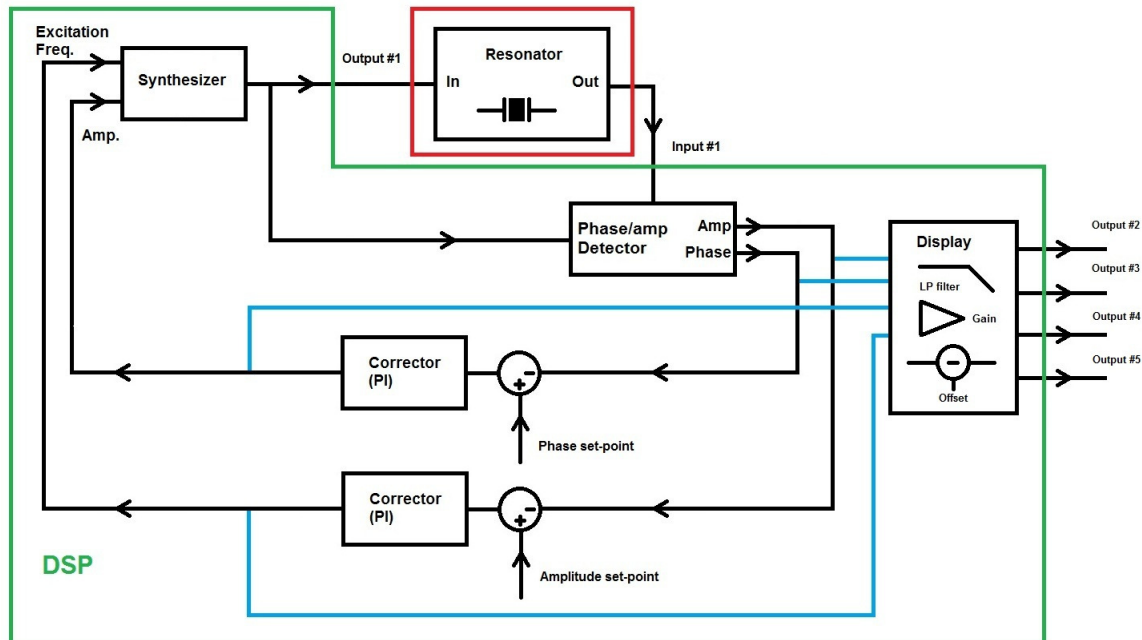 Excitation
Freq.
Synthesizer
Amp.
Output #1
Resonator
In
Out
Input #1
Phase/amp
Detector
Amp
Phase
Display
LP filter
Gain
-
Offset
Output #2
Output #3
Output #4
Output #5
Corrector
(PI)
-
+
Phase set-point
Corrector
(PI)
-
+
Amplitude set-point
DSP